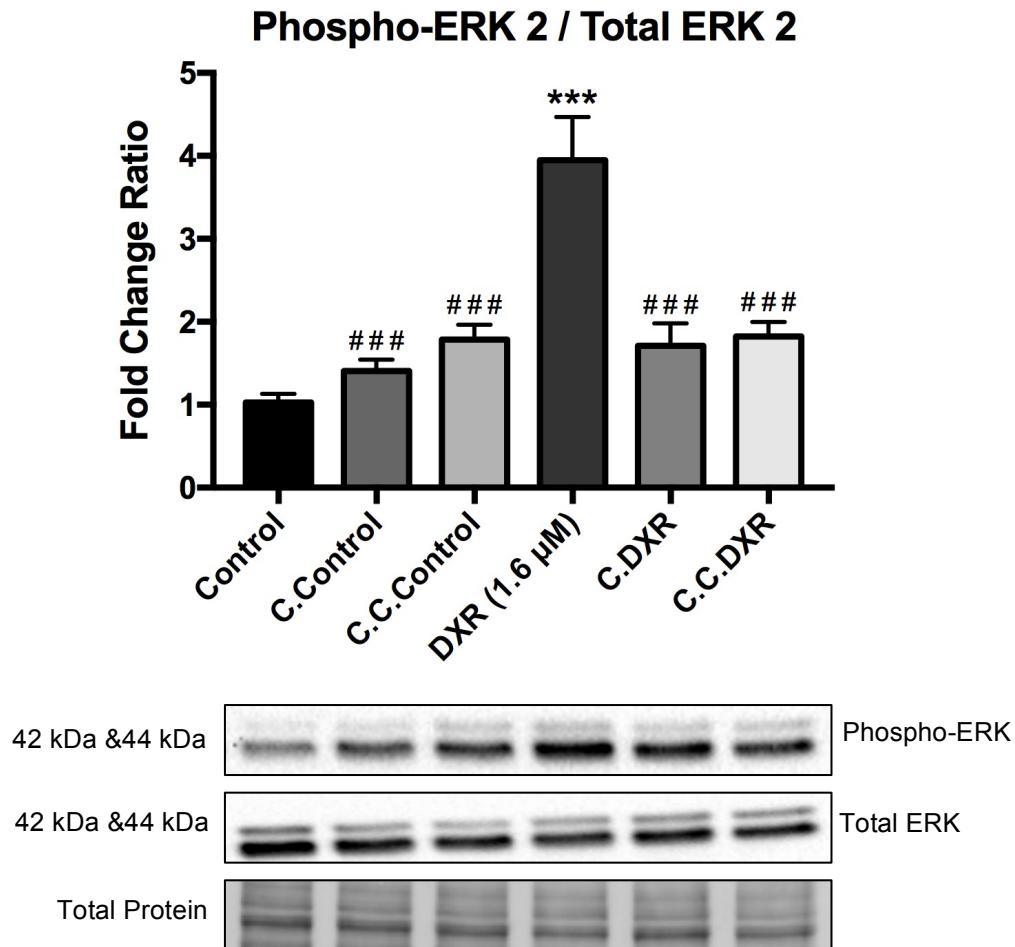 Phospho-ERK 2 / Total ERK 2
Fold Change Ratio
5
4
3
2
1
0
***
###
###
###
###
Control
C.Control
C.C.Control
DXR (1.6 µM)
C.DXR
C.C.DXR
42 kDa &44 kDa
Phospho-ERK
42 kDa &44 kDa
Total ERK
Total Protein